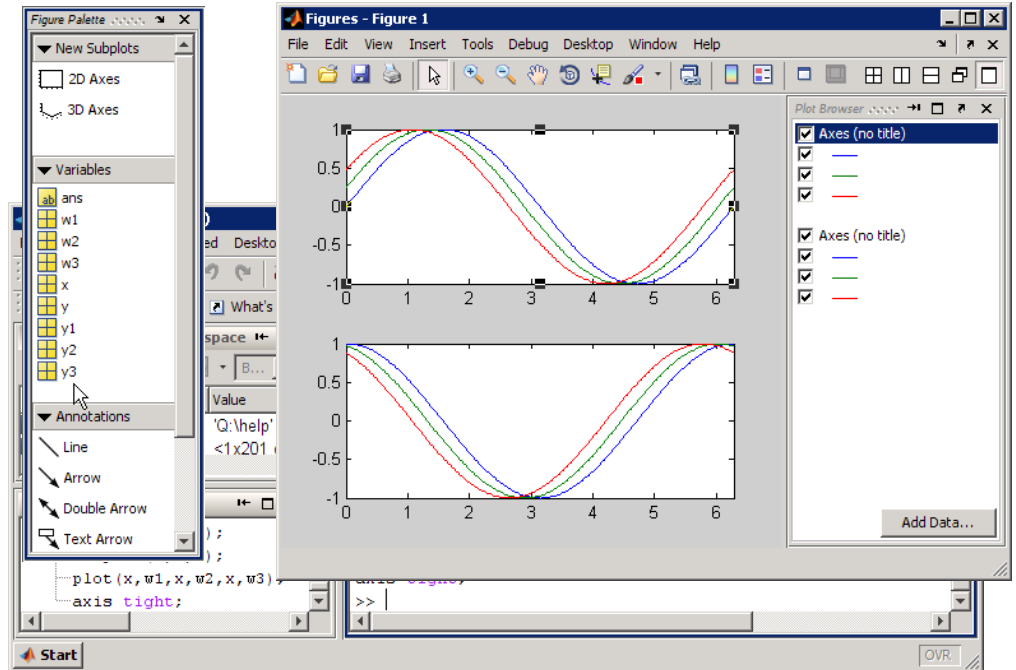 Figure Palette
New Subplots
2D Axes
3D Axes
Variables
ab ans
w1
w2
w3
x
y
y1
y2
y3
Annotations
Line
Arrow
Double Arrow
Text Arrow
Figures - Figure 1
File Edit View Insert Tools Debug Desktop Window Help
1
0.5
0
-0.5
-1
0 1 2 3 4 5 6
1
0.5
0
-0.5
-1
0 1 2 3 4 5 6
Plot Browser
Axes (no title)
Axes (no title)
Add Data...
ed Deskto
What's
space
B...
Value
'Q:\help'
<1x201
);
);
plot(x,w1,x,w2,x,w3);
axis tight;
>>
Start
OVR